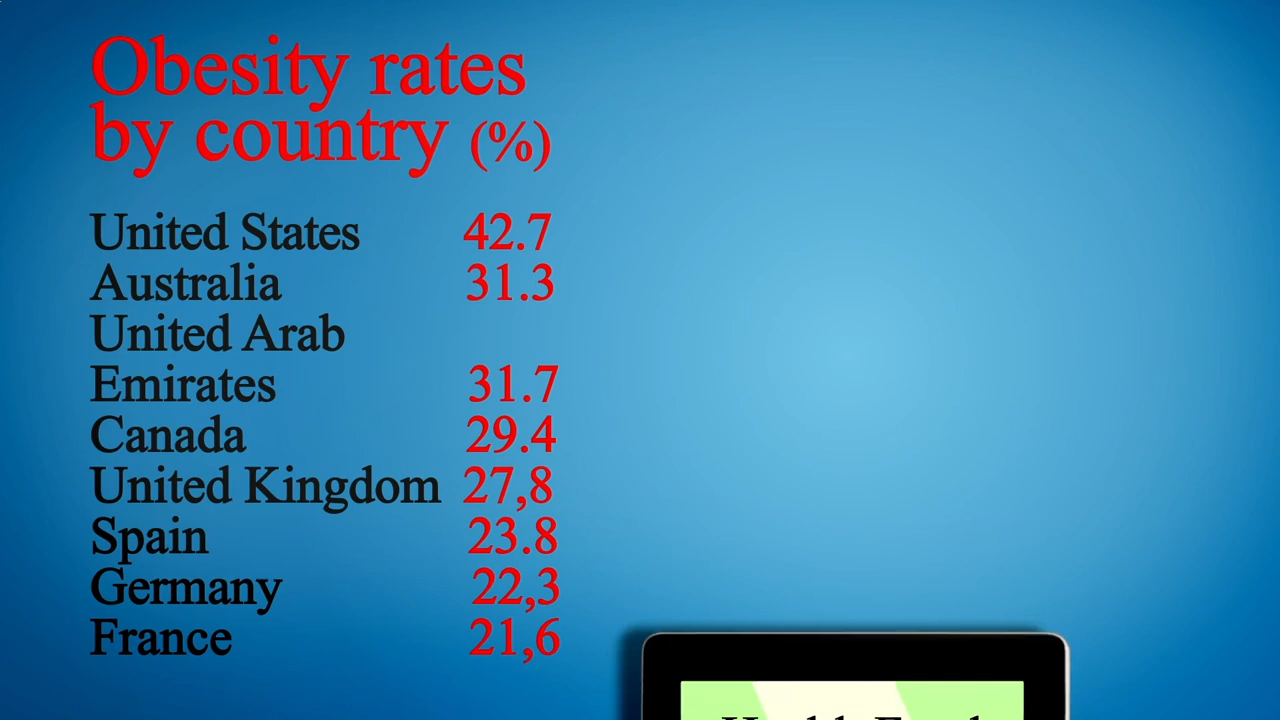 Obesity rates
by country (%)
United States 42.7
Australia 31.3
United Arab
Emirates 31.7
Canada 29.4
United Kingdom 27,8
Spain 23.8
Germany 22,3
France 21,6